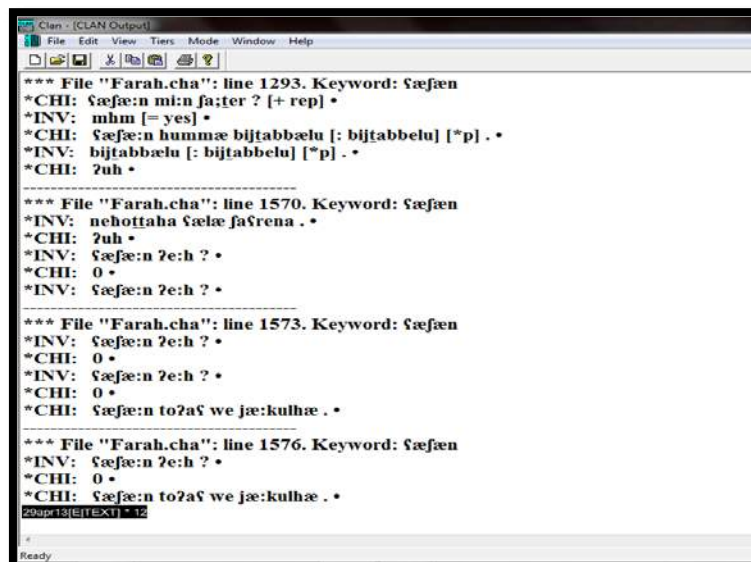 Clan - [CLAN Output]
File Edit View Tiers Mode Window Help
*** File "Farah.cha": line 1293. Keyword: ʕæʃæn
*CHI: ʕæʃæ:n mi:n ʃa;ter ? [+ rep] •
*INV: mhm [= yes] •
*CHI: ʕæʃæ:n hummæ bijṯabbælu [: bijṯabbelu] [*p] . •
*INV: bijṯabbælu [: bijṯabbelu] [*p] . •
*CHI: ʔuh •
----------------------------------------
*** File "Farah.cha": line 1570. Keyword: ʕæʃæn
*INV: neħoṯṯaha ʕælæ ʃaʕrena . •
*CHI: ʔuh •
*INV: ʕæʃæ:n ʔe:h ? •
*CHI: 0 •
*INV: ʕæʃæ:n ʔe:h ? •
----------------------------------------
*** File "Farah.cha": line 1573. Keyword: ʕæʃæn
*INV: ʕæʃæ:n ʔe:h ? •
*CHI: 0 •
*INV: ʕæʃæ:n ʔe:h ? •
*CHI: 0 •
*CHI: ʕæʃæ:n toʔaʕ we jæ:kulhæ . •
----------------------------------------
*** File "Farah.cha": line 1576. Keyword: ʕæʃæn
*INV: ʕæʃæ:n ʔe:h ? •
*CHI: 0 •
*CHI: ʕæʃæ:n toʔaʕ we jæ:kulhæ . •
29apr13[E|TEXT] * 12
Ready